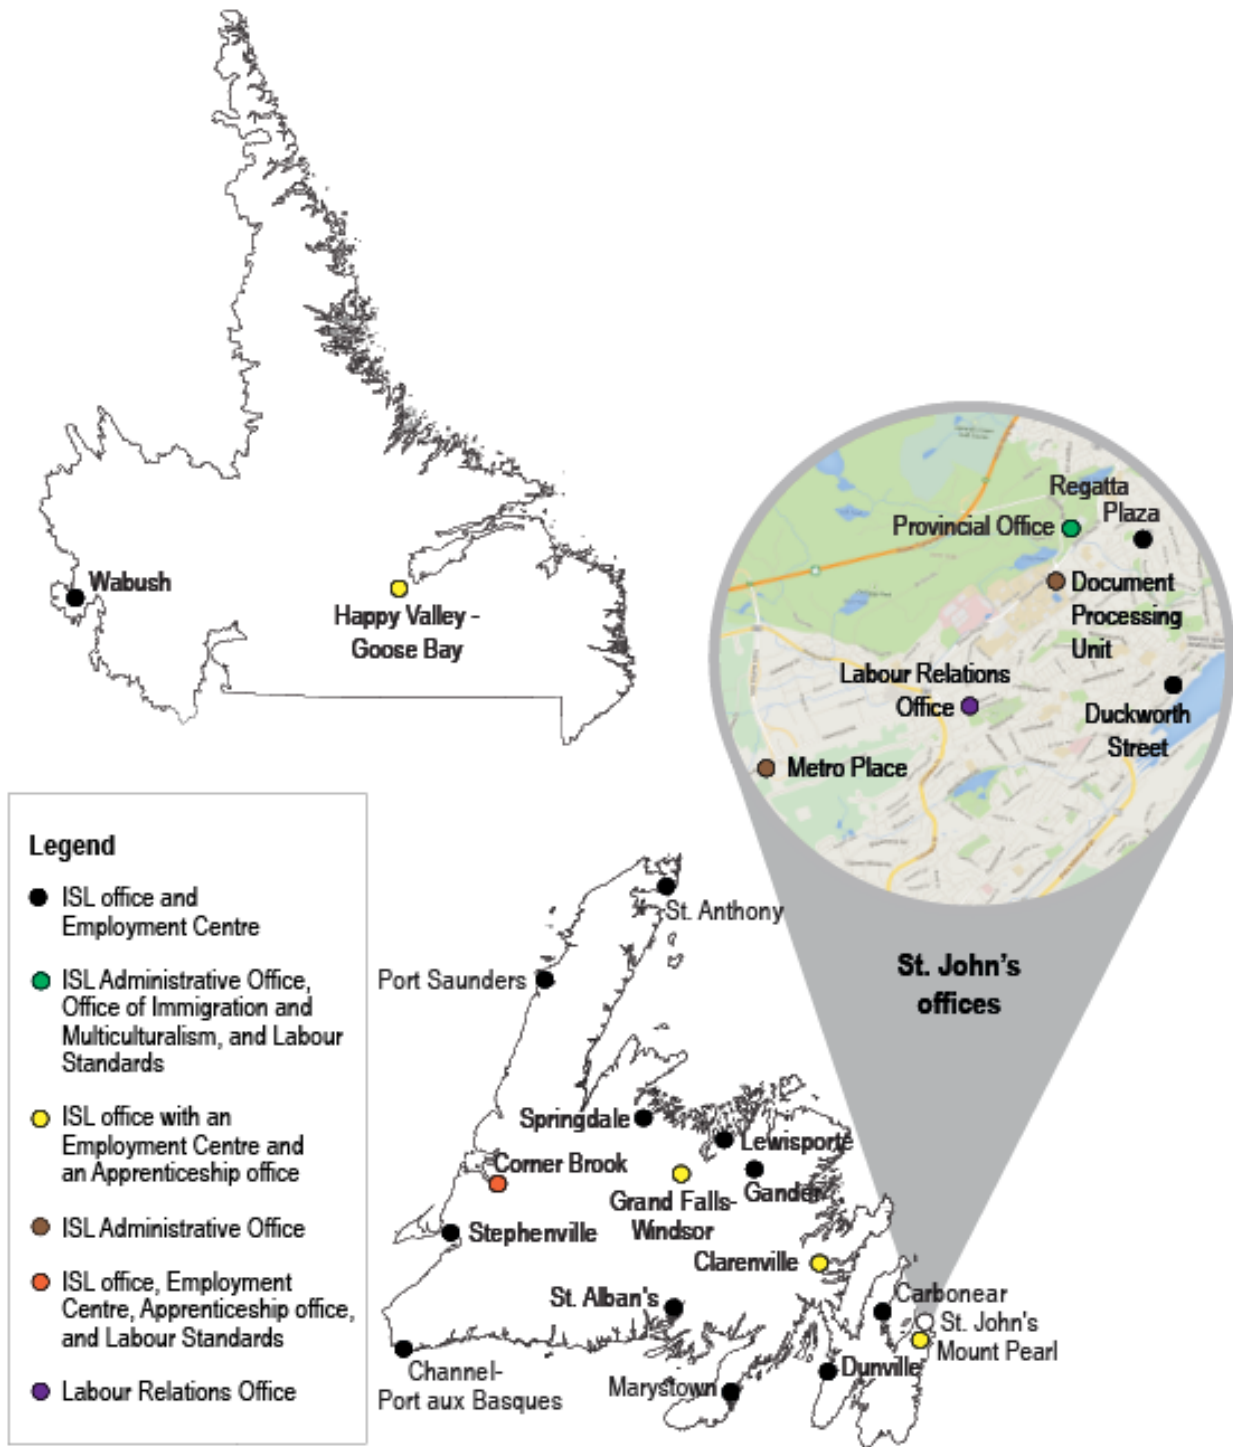 Wabush
Happy Valley -
Goose Bay
Regatta
Plaza
Provincial Office
Document
Processing
Unit
Labour Relations
Office
Duckworth
Street
Metro Place
St. John's
offices
Legend
ISL office and
Employment Centre
ISL Administrative Office,
Office of Immigration and
Multiculturalism, and Labour
Standards
ISL office with an
Employment Centre and
an Apprenticeship office
ISL Administrative Office
ISL office, Employment
Centre, Apprenticeship office,
and Labour Standards
Labour Relations Office
St. Anthony
Port Saunders
Springdale
Lewisporte
Corner Brook
Gander
Grand Falls-
Windsor
Stephenville
Clarenville
St. Alban's
Carbonear
St. John's
Mount Pearl
Channel-
Port aux Basques
Dunville
Marystown